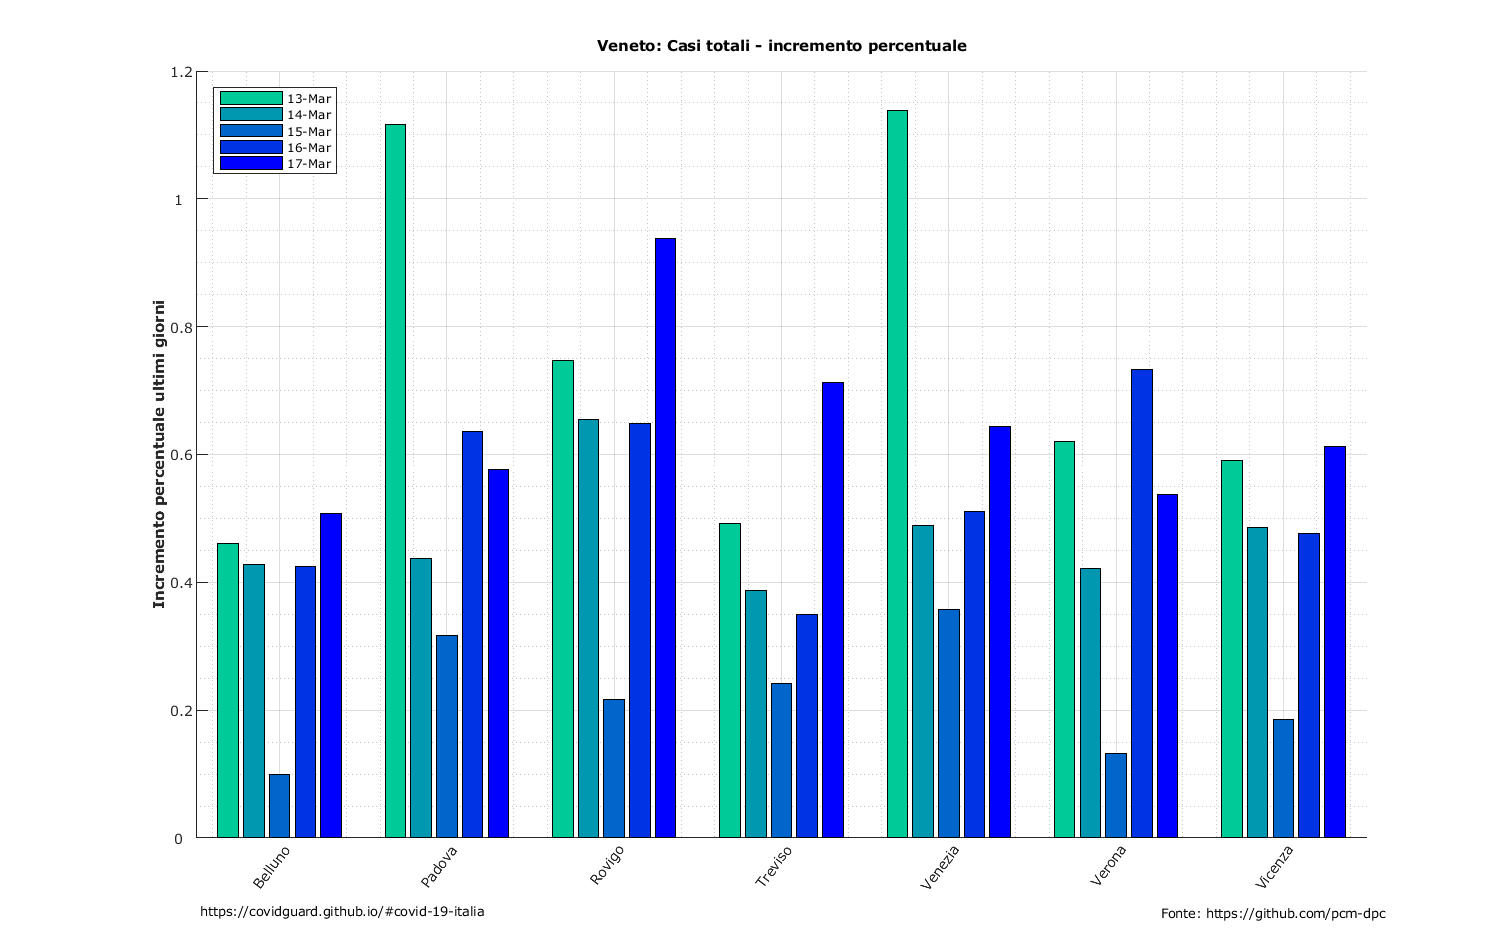 Veneto: Casi totali - incremento percentuale
1.2
1
0.8
0.6
0.4
0.2
0
Incremento percentuale ultimi giorni
13-Mar
14-Mar
15-Mar
16-Mar
17-Mar
Belluno
Padova
Rovigo
Treviso
Venezia
Verona
Vicenza
https://covidguard.github.io/#covid-19-italia
Fonte: https://github.com/pcm-dpc